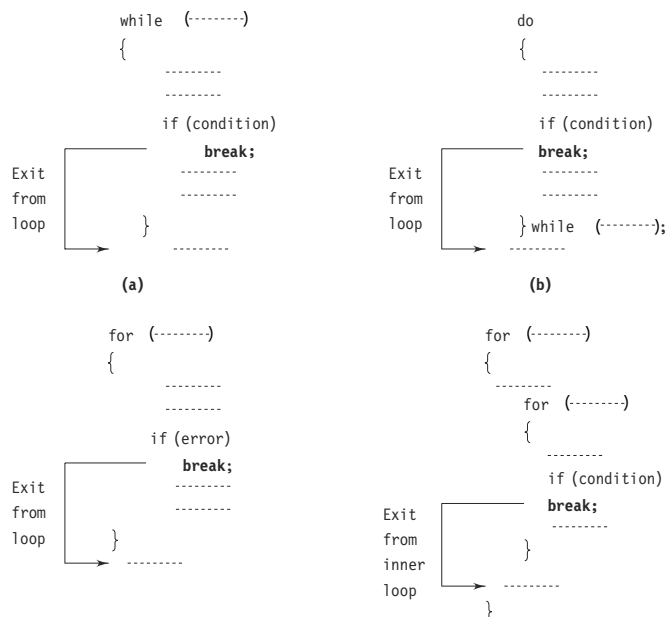 while (---------)
{
---------
---------
if (condition)
break;
---------
---------
}
---------
Exit
from
loop
(a)
do
{
---------
---------
if (condition)
break;
---------
---------
} while (---------);
---------
Exit
from
loop
(b)
for (---------)
{
---------
---------
if (error)
break;
---------
---------
}
---------
Exit
from
loop
for (---------)
{
---------
for (---------)
{
---------
if (condition)
break;
---------
}
---------
}
Exit
from
inner
loop